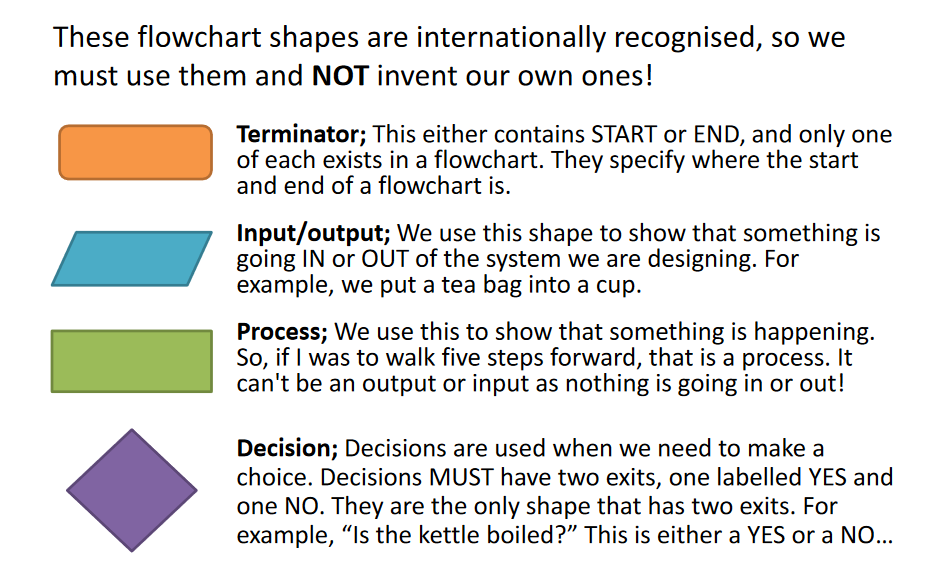 These flowchart shapes are internationally recognised, so we
must use them and NOT invent our own ones!
Terminator; This either contains START or END, and only one
of each exists in a flowchart. They specify where the start
and end of a flowchart is.
Input/output; We use this shape to show that something is
going IN or OUT of the system we are designing. For
example, we put a tea bag into a cup.
Process; We use this to show that something is happening.
So, if I was to walk five steps forward, that is a process. It
can't be an output or input as nothing is going in or out!
Decision; Decisions are used when we need to make a
choice. Decisions MUST have two exits, one labelled YES and
one NO. They are the only shape that has two exits. For
example, “Is the kettle boiled?” This is either a YES or a NO…